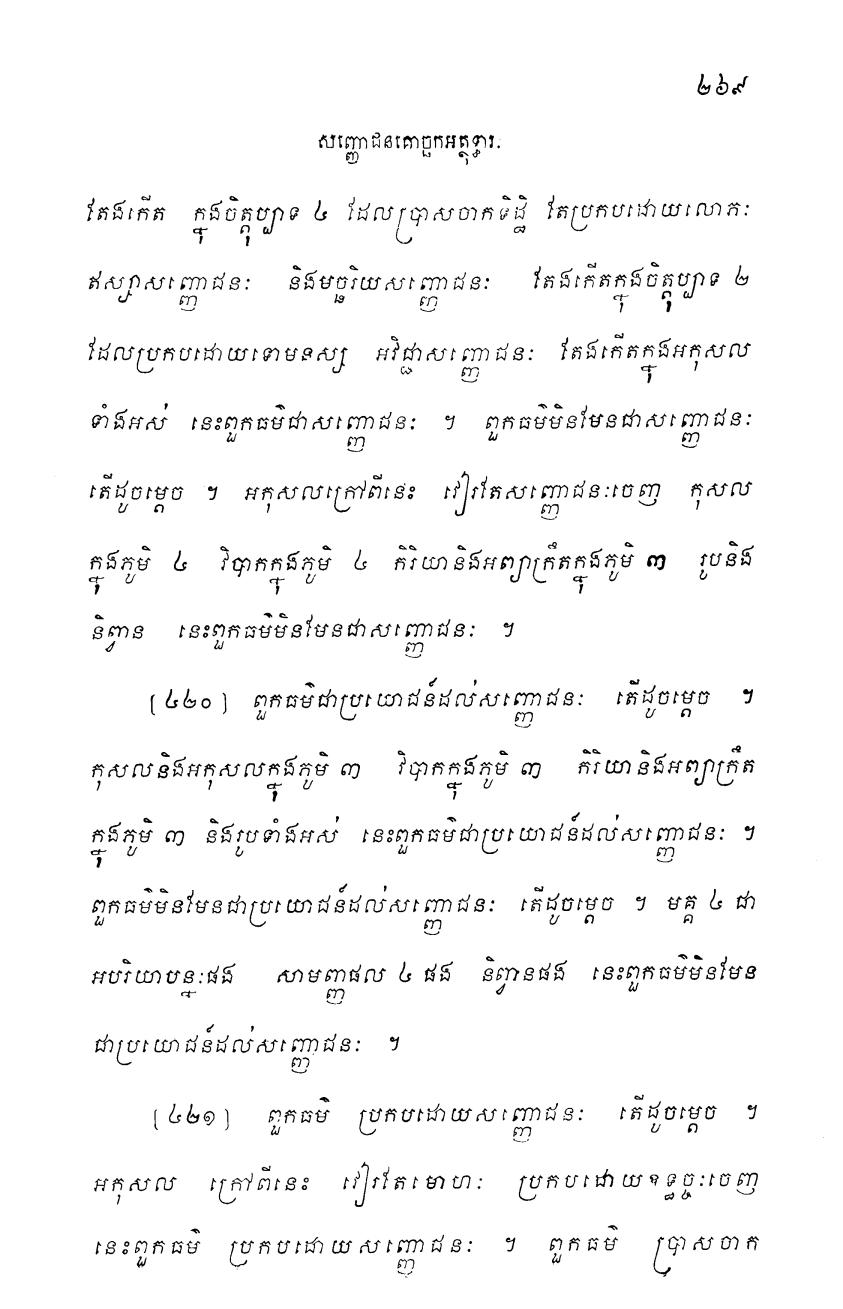 ២៦៩
សញ្ញោជនគោច្ឆកអត្ថុទ្ធារៈ
តែងកើត ក្នុងចិត្តុប្បាទ ៤ ដែលប្រាសចាកទិដ្ឋិ តែប្រកបដោយលោភៈ
ឥស្សាសញ្ញោជនៈ និងមច្ឆរិយសញ្ញោជនៈ តែងកើតក្នុងចិត្តុប្បាទ ២
ដែលប្រកបដោយទោមនស្ស អវិជ្ជាសញ្ញោជនៈ តែងកើតក្នុងអកុសល
ទាំងអស់ នេះពួកធម៌ជាសញ្ញោជនៈ ។ ពួកធម៌មិនមែនជាសញ្ញោជនៈ
តើដូចម្តេច ។ អកុសលក្រៅពីនេះ វៀរតែសញ្ញោជនៈចេញ កុសល
ក្នុងភូមិ ៤ វិបាកក្នុងភូមិ ៤ កិរិយានិងអព្យាក្រឹតក្នុងភូមិ ៣ រូបនិង
និព្វាន នេះពួកធម៌មិនមែនជាសញ្ញោជនៈ ។
[៤២០] ពួកធម៌ជាប្រយោជន៍ដល់សញ្ញោជនៈ តើដូចម្តេច ។
កុសលនិងអកុសលក្នុងភូមិ ៣ វិបាកក្នុងភូមិ ៣ កិរិយានិងអព្យាក្រឹត
ក្នុងភូមិ ៣ និងរូបទាំងអស់ នេះពួកធម៌ជាប្រយោជន៍ដល់សញ្ញោជនៈ ។
ពួកធម៌មិនមែនជាប្រយោជន៍ដល់សញ្ញោជនៈ តើដូចម្តេច ។ មគ្គ ៤ ជា
អបរិយាបន្នៈផង សាមញ្ញផល ៤ ផង និព្វានផង នេះពួកធម៌មិនមែន
ជាប្រយោជន៍ដល់សញ្ញោជនៈ ។
[៤២១] ពួកធម៌ ប្រកបដោយសញ្ញោជនៈ តើដូចម្តេច ។
អកុសល ក្រៅពីនេះ វៀរតែមោហៈ ប្រកបដោយឧទ្ធច្ចៈចេញ
នេះពួកធម៌ ប្រកបដោយសញ្ញោជនៈ ។ ពួកធម៌ ប្រាសចាក